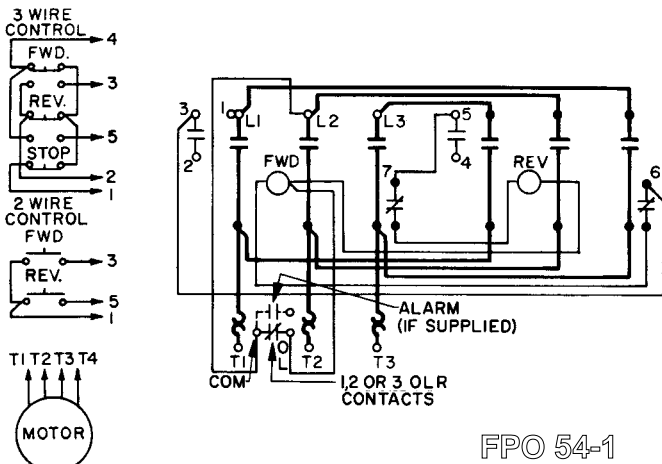 3 WIRE
CONTROL
FWD.
4
3
REV.
5
STOP
2
1
2 WIRE
CONTROL
FWD
3
REV.
5
1
T1 T2 T3 T4
MOTOR
3
2
1
L1
L2
L3
5
4
FWD
7
REV
6
ALARM
(IF SUPPLIED)
T1
O
L
T2
T3
COM
1,2 OR 3 OLR
CONTACTS
FPO 54-1